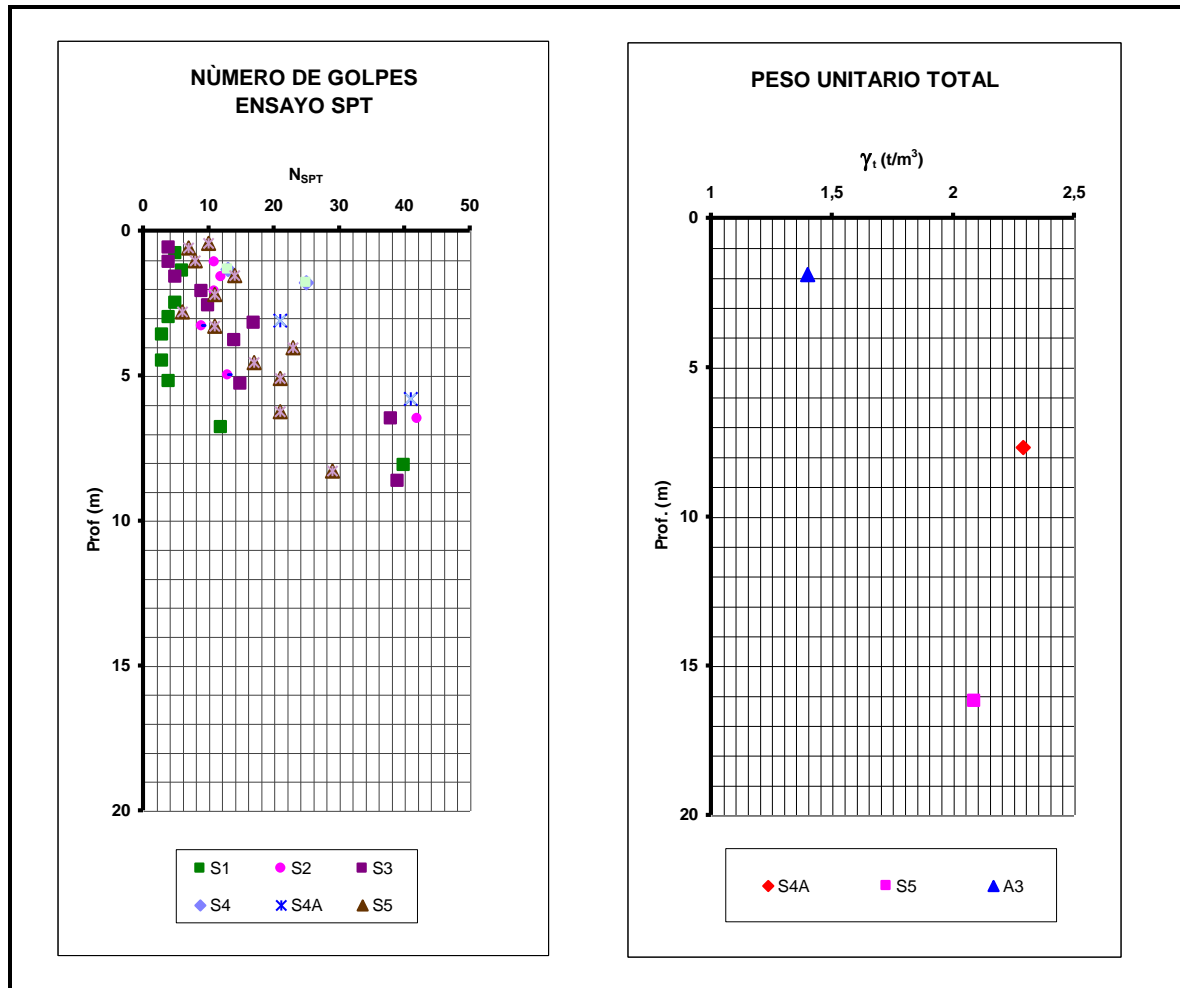 NÙMERO DE GOLPES
ENSAYO SPT
N_SPT
0 10 20 30 40 50
0
5
10
15
20
Prof (m)
S1 S2 S3
S4 S4A S5
PESO UNITARIO TOTAL
γt (t/m³)
1 1,5 2 2,5
0
5
10
15
20
Prof. (m)
S4A S5 A3